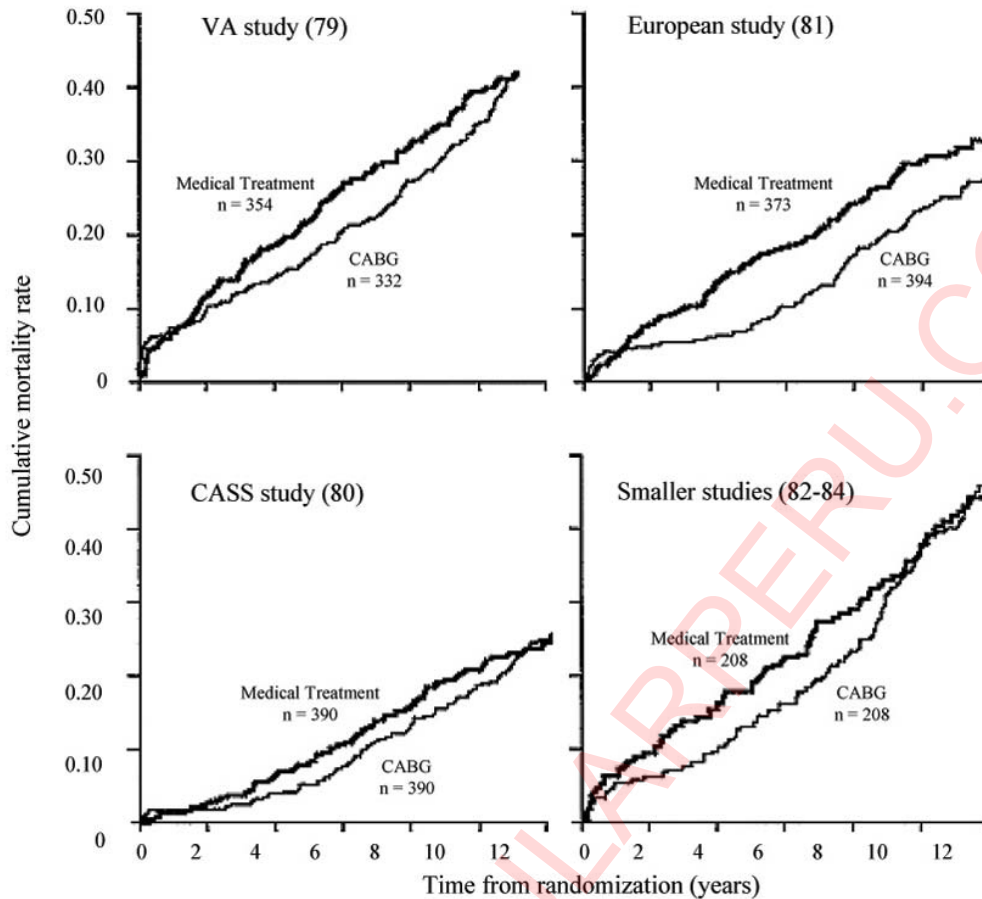 0.50
VA study (79)
European study (81)
0.40
0.30
Medical Treatment
n = 354
Medical Treatment
n = 373
0.20
CABG
n = 332
CABG
n = 394
0.10
0
Cumulative mortality rate
0.50
CASS study (80)
Smaller studies (82-84)
0.40
0.30
Medical Treatment
n = 390
Medical Treatment
n = 208
0.20
CABG
n = 390
CABG
n = 208
0.10
0
0 2 4 6 8 10 12 0 2 4 6 8 10 12
Time from randomization (years)